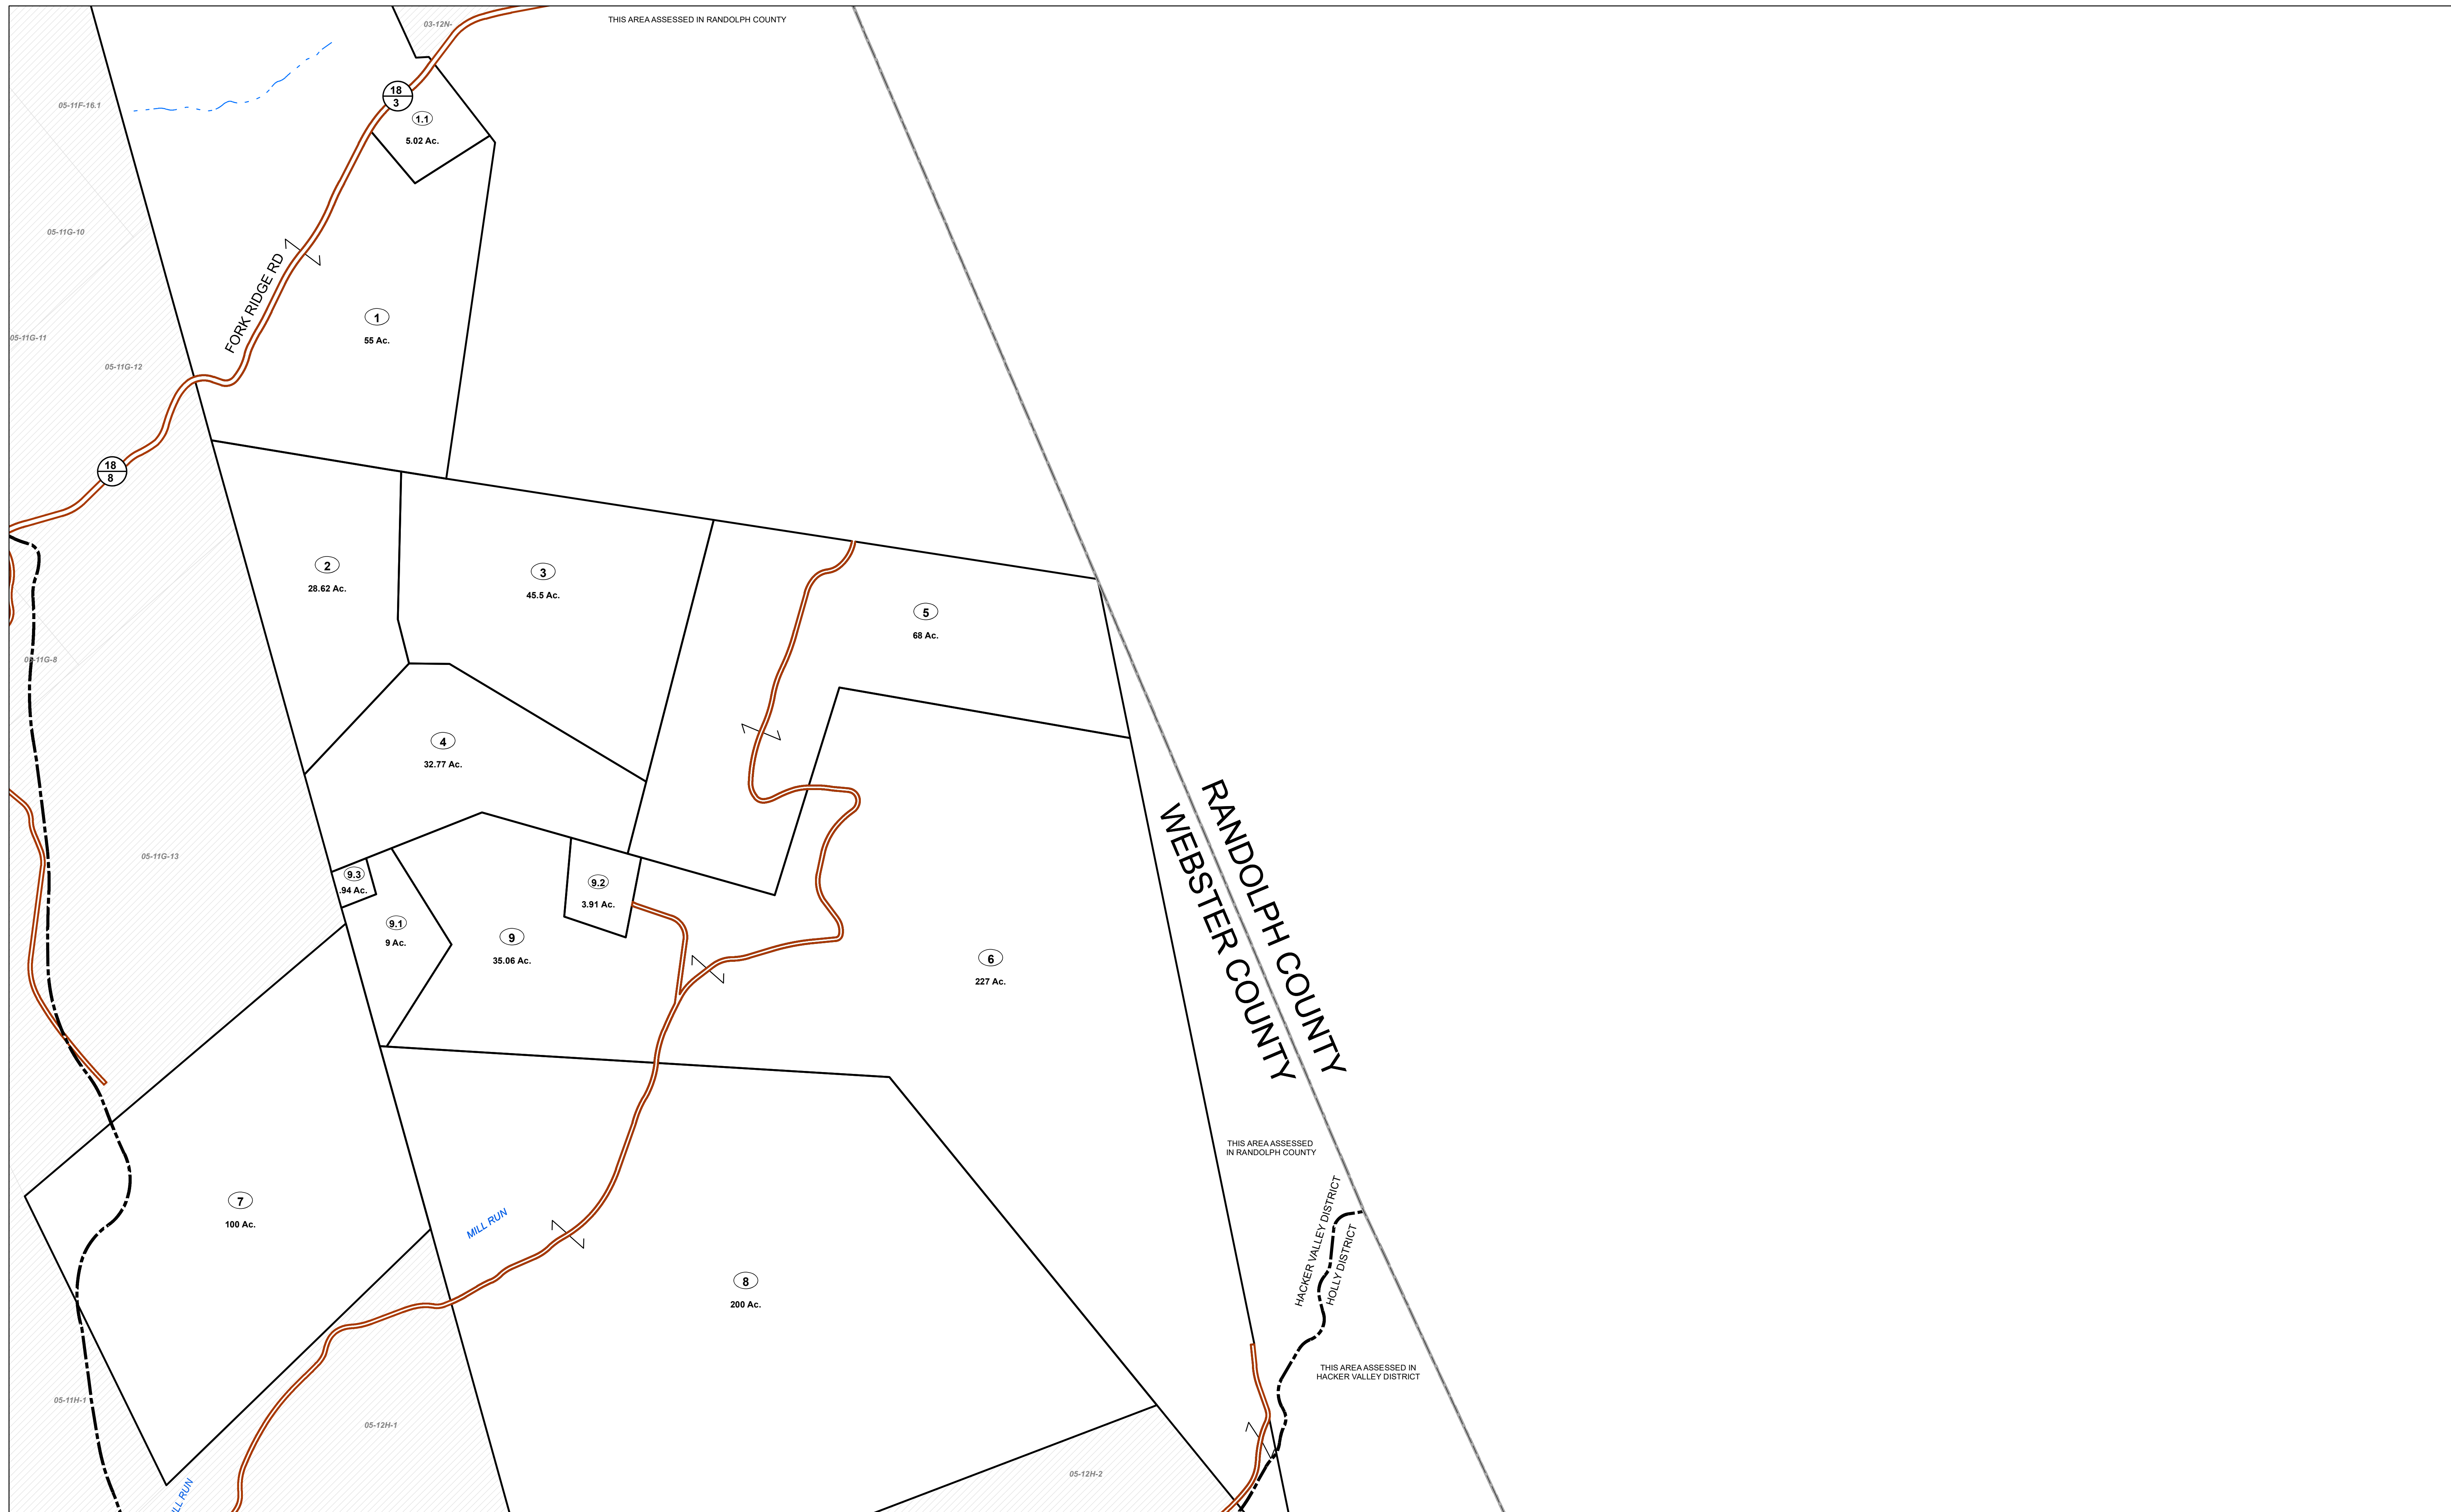 THIS AREA ASSESSED IN RANDOLPH COUNTY
03-12N-
18
3
05-11F-16.1
1.1
5.02 Ac.
05-11G-10
FORK RIDGE RD
1
55 Ac.
05-11G-11
05-11G-12
18
8
2
28.62 Ac.
3
45.5 Ac.
5
68 Ac.
05-11G-8
4
32.77 Ac.
RANDOLPH COUNTY
WEBSTER COUNTY
05-11G-13
9.3
.94 Ac.
9.2
3.91 Ac.
9.1
9 Ac.
9
35.06 Ac.
6
227 Ac.
THIS AREA ASSESSED
IN RANDOLPH COUNTY
7
100 Ac.
MILL RUN
HACKER VALLEY DISTRICT
HOLLY DISTRICT
8
200 Ac.
THIS AREA ASSESSED IN
HACKER VALLEY DISTRICT
05-11H-1
05-12H-1
05-12H-2
ILL RUN